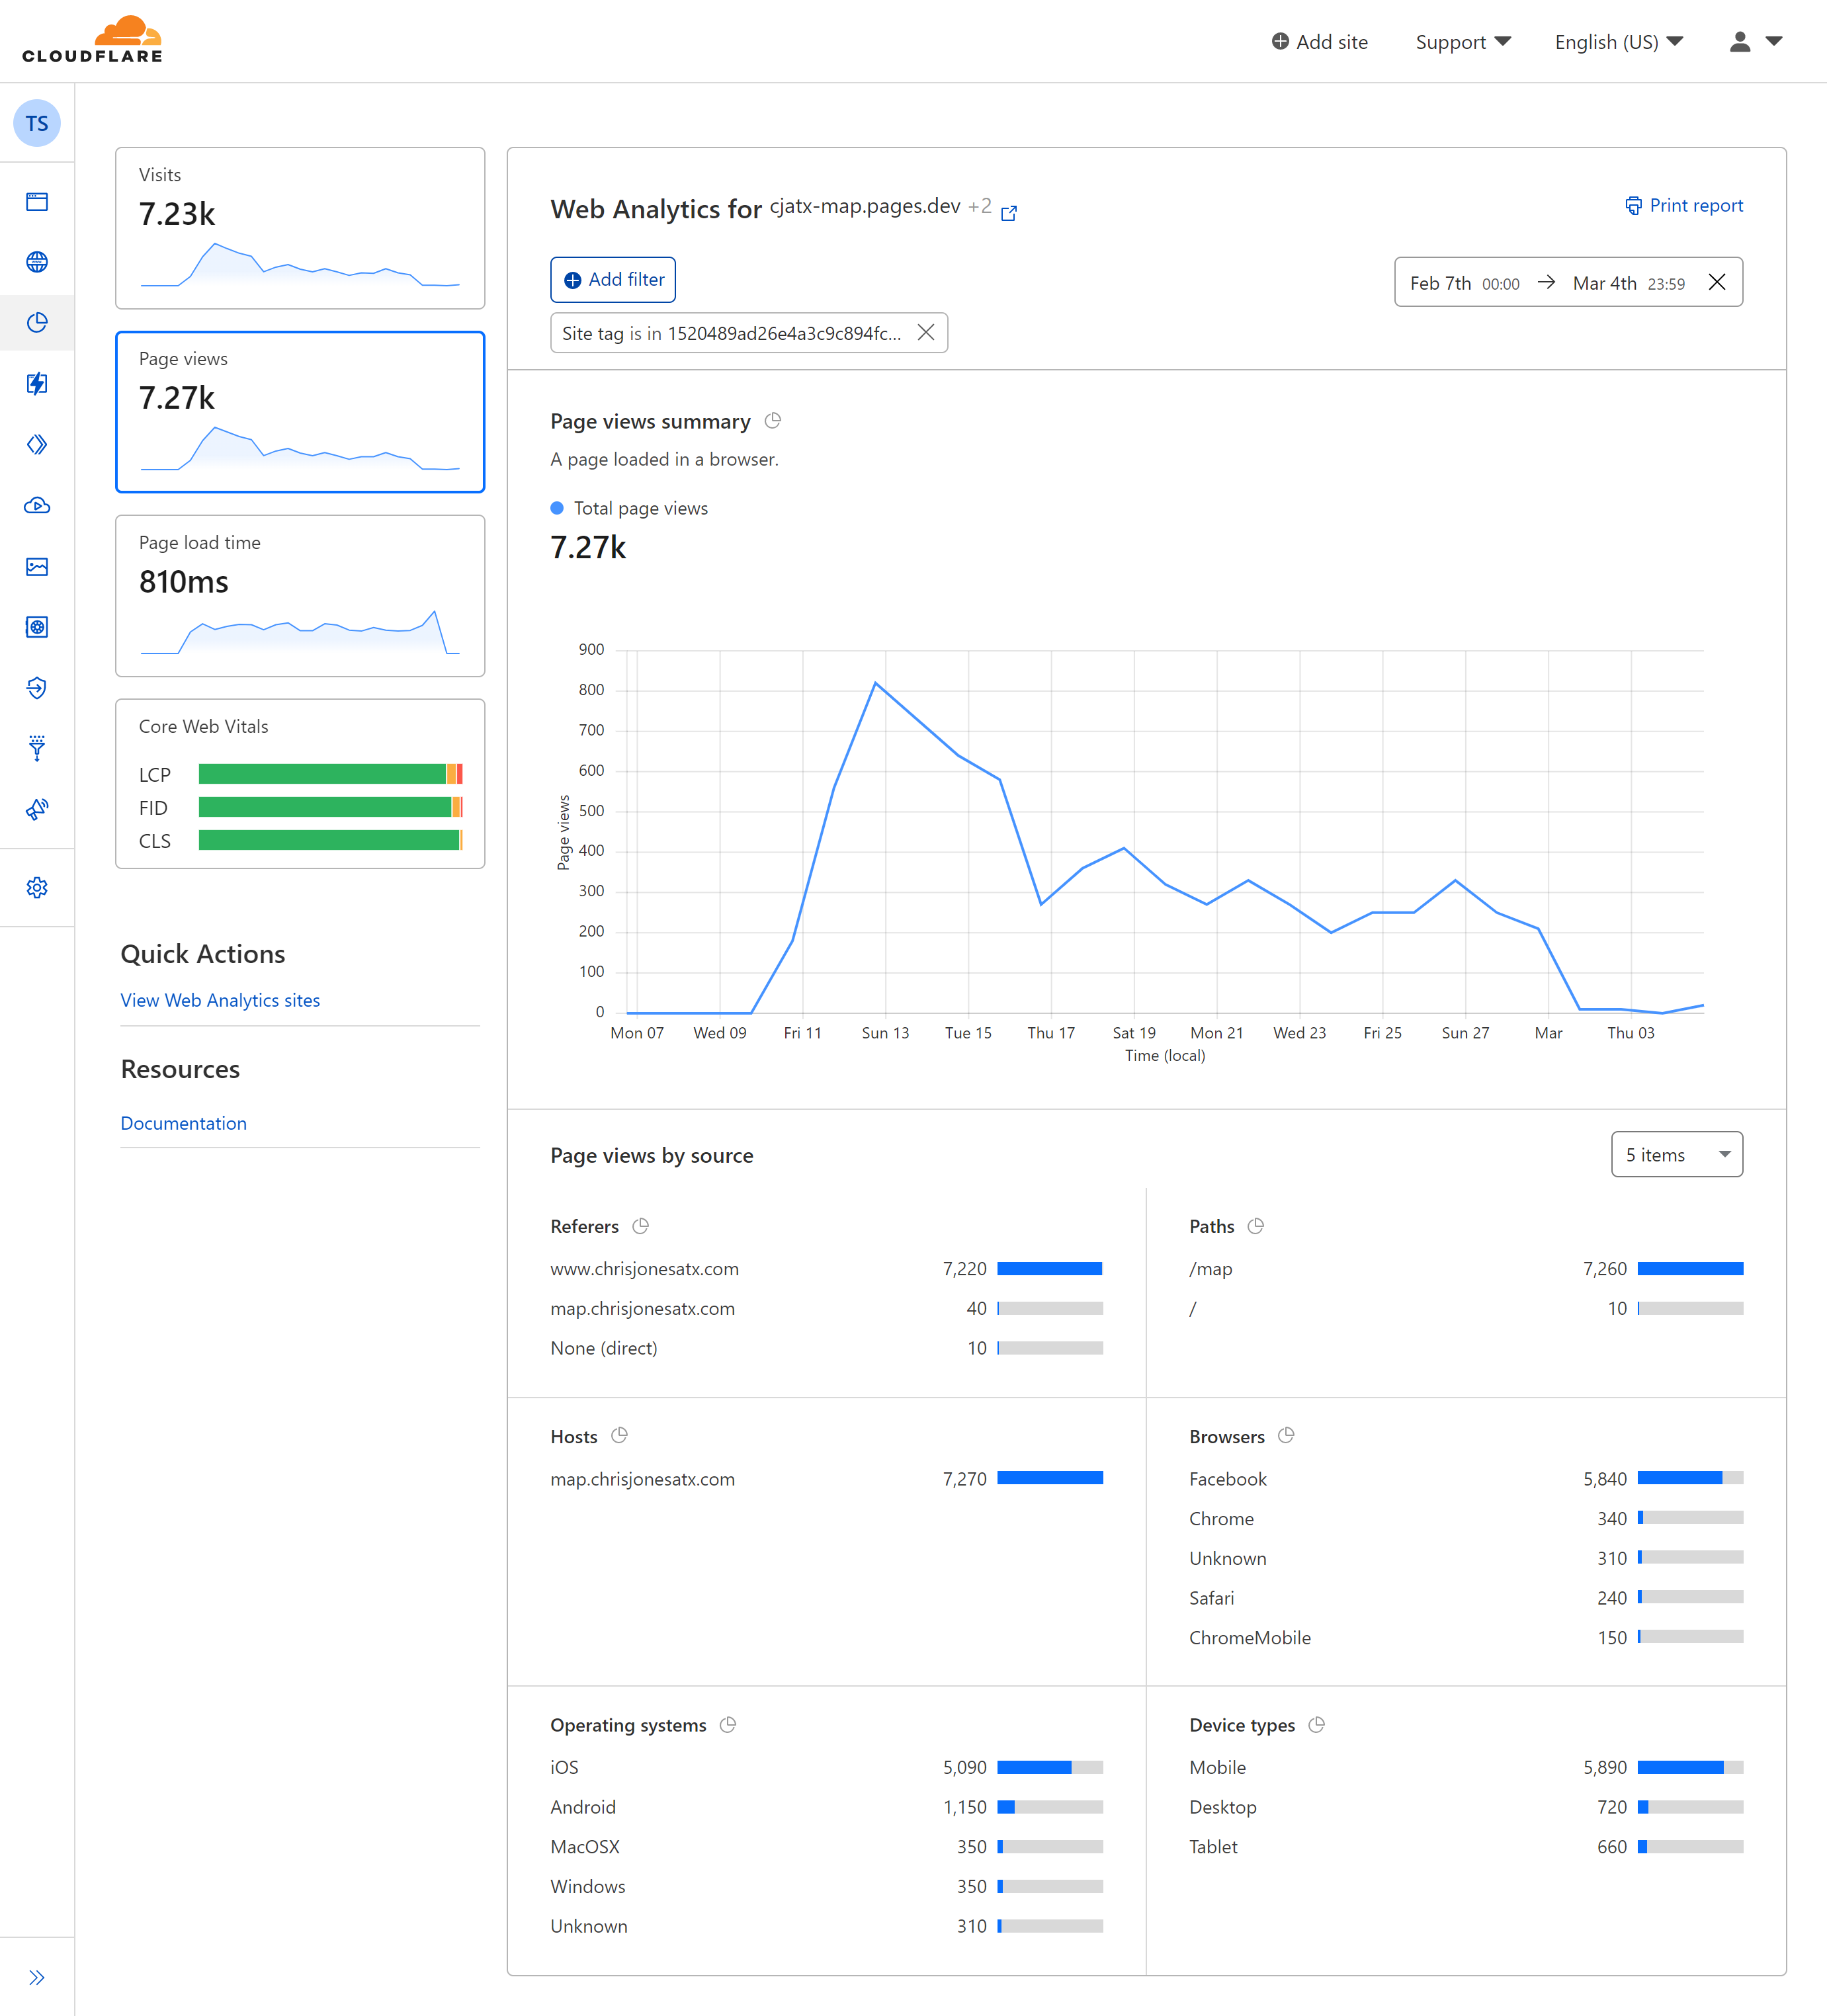 CLOUDFLARE
Add site
Support
English (US)
TS
Visits
7.23k
Page views
7.27k
Page load time
810ms
Core Web Vitals
LCP
FID
CLS
Quick Actions
View Web Analytics sites
Resources
Documentation
Web Analytics for cjatx-map.pages.dev +2
Print report
Add filter
Feb 7th 00:00 → Mar 4th 23:59
Site tag is in 1520489ad26e4a3c9c894fc...
Page views summary
A page loaded in a browser.
Total page views
7.27k
900
800
700
600
500
400
300
200
100
0
Page views
Mon 07 Wed 09 Fri 11 Sun 13 Tue 15 Thu 17 Sat 19 Mon 21 Wed 23 Fri 25 Sun 27 Mar Thu 03
Time (local)
Page views by source
5 items
Referers
www.chrisjonesatx.com 7,220
map.chrisjonesatx.com 40
None (direct) 10
Paths
/map 7,260
/ 10
Hosts
map.chrisjonesatx.com 7,270
Browsers
Facebook 5,840
Chrome 340
Unknown 310
Safari 240
ChromeMobile 150
Operating systems
iOS 5,090
Android 1,150
MacOSX 350
Windows 350
Unknown 310
Device types
Mobile 5,890
Desktop 720
Tablet 660